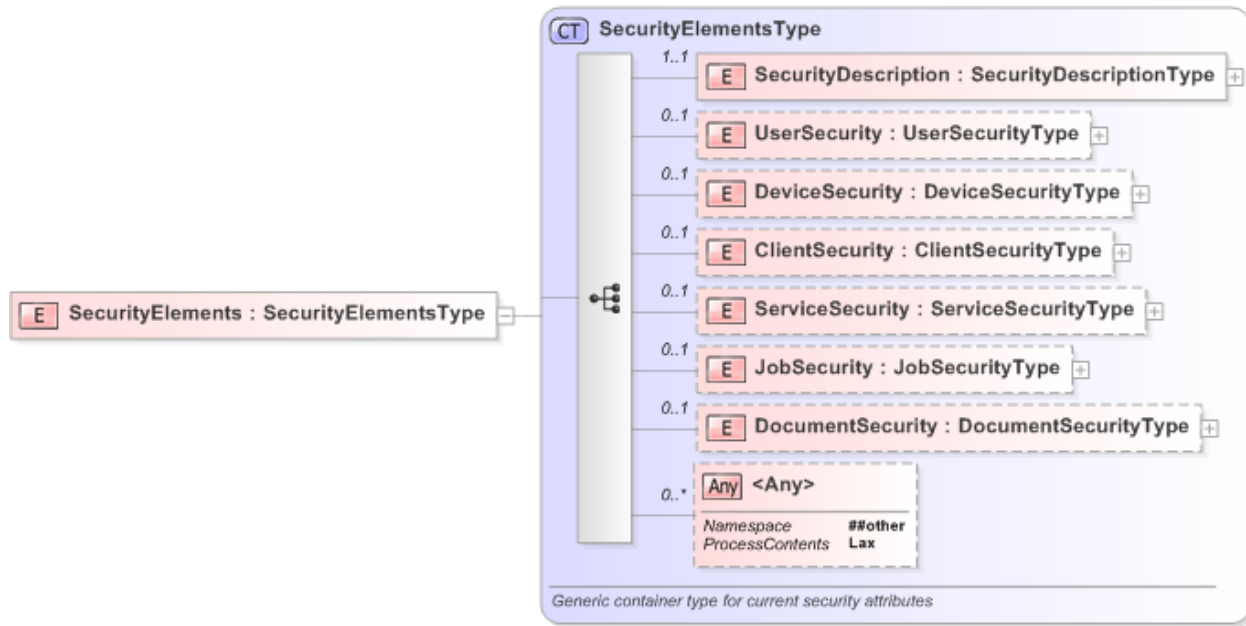 CT SecurityElementsType
1..1
E SecurityDescription : SecurityDescriptionType
0..1
E UserSecurity : UserSecurityType
0..1
E DeviceSecurity : DeviceSecurityType
0..1
E ClientSecurity : ClientSecurityType
0..1
E ServiceSecurity : ServiceSecurityType
E SecurityElements : SecurityElementsType
0..1
E JobSecurity : JobSecurityType
0..1
E DocumentSecurity : DocumentSecurityType
0..*
Any <Any>
Namespace ##other
ProcessContents Lax
Generic container type for current security attributes